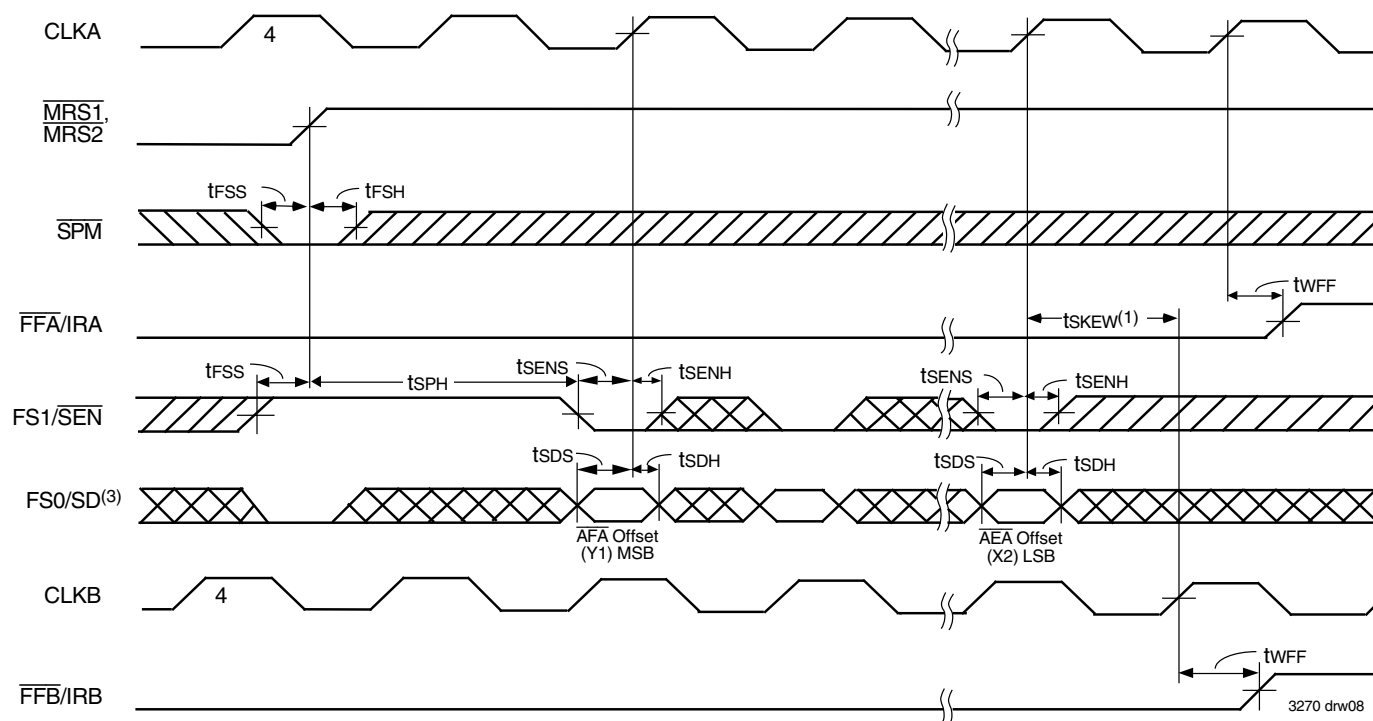 CLKA
4
MRS1,
MRS2
tFSS
tFSH
SPM
tWFF
FFA/IRA
tSKEW(1)
tFSS
tSPH
tSENS
tSENH
tSENS
tSENH
FS1/SEN
tSDS
tSDH
tSDS
tSDH
FS0/SD(3)
AFA Offset
(Y1) MSB
AEA Offset
(X2) LSB
CLKB
4
tWFF
FFB/IRB
3270 drw08